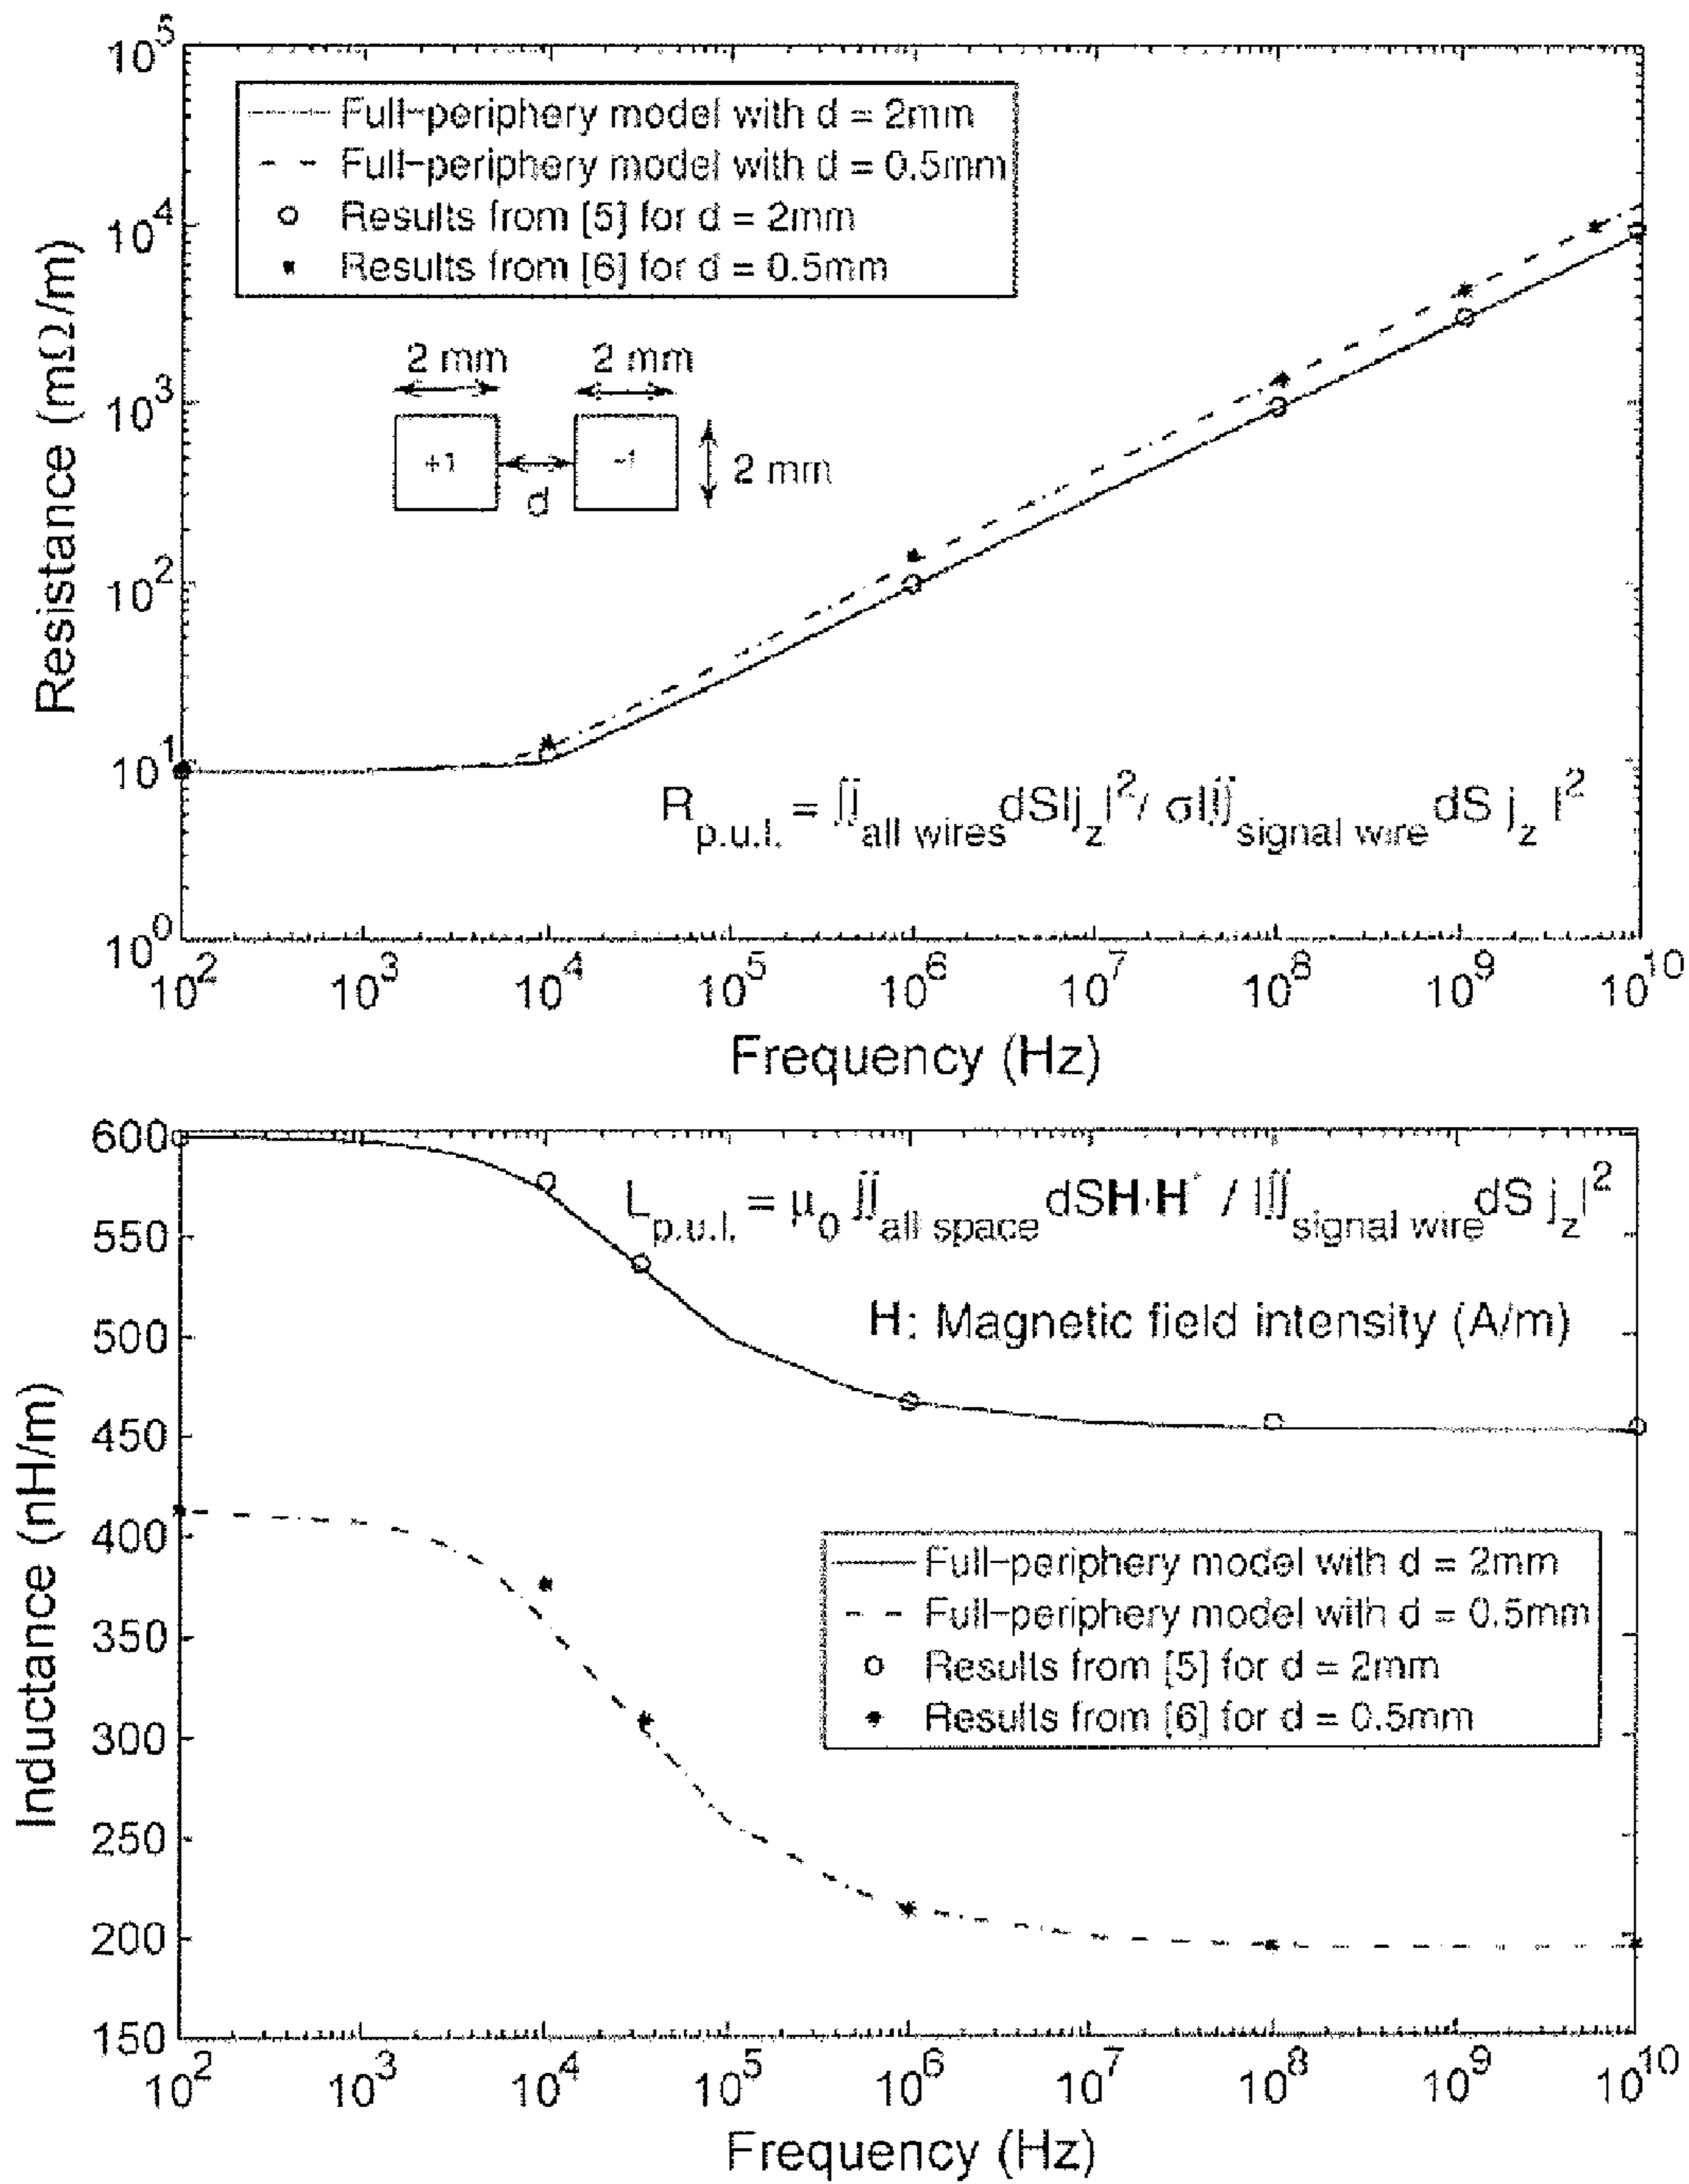 10^5
10^4
10^3
10^2
10^1
10^0
Resistance (mΩ/m)
Full-periphery model with d = 2mm
Full-periphery model with d = 0.5mm
Results from [5] for d = 2mm
Results from [6] for d = 0.5mm
2 mm 2 mm
+1 -1 2 mm
d
R_p.u.l. = ∫∫_all wires dS|j_z|^2/ σ|∫∫_signal wire dS j_z |^2
10^2 10^3 10^4 10^5 10^6 10^7 10^8 10^9 10^10
Frequency (Hz)
600
550
500
450
400
350
300
250
200
150
Inductance (nH/m)
L_p.u.l. = μ_0 ∫∫_all space dS H·H* / |∫∫_signal wire dS j_z|^2
H: Magnetic field intensity (A/m)
Full-periphery model with d = 2mm
Full-periphery model with d = 0.5mm
Results from [5] for d = 2mm
Results from [6] for d = 0.5mm
10^2 10^3 10^4 10^5 10^6 10^7 10^8 10^9 10^10
Frequency (Hz)